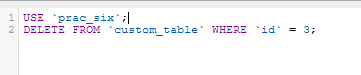 1 USE `prac_six`;
2 DELETE FROM `custom_table` WHERE `id` = 3;